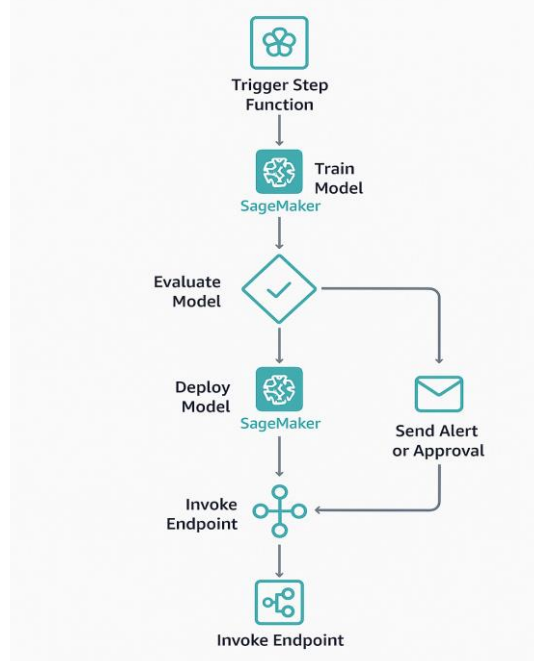 Trigger Step
Function
Train
Model
SageMaker
Evaluate
Model
Deploy
Model
SageMaker
Send Alert
or Approval
Invoke
Endpoint
Invoke Endpoint